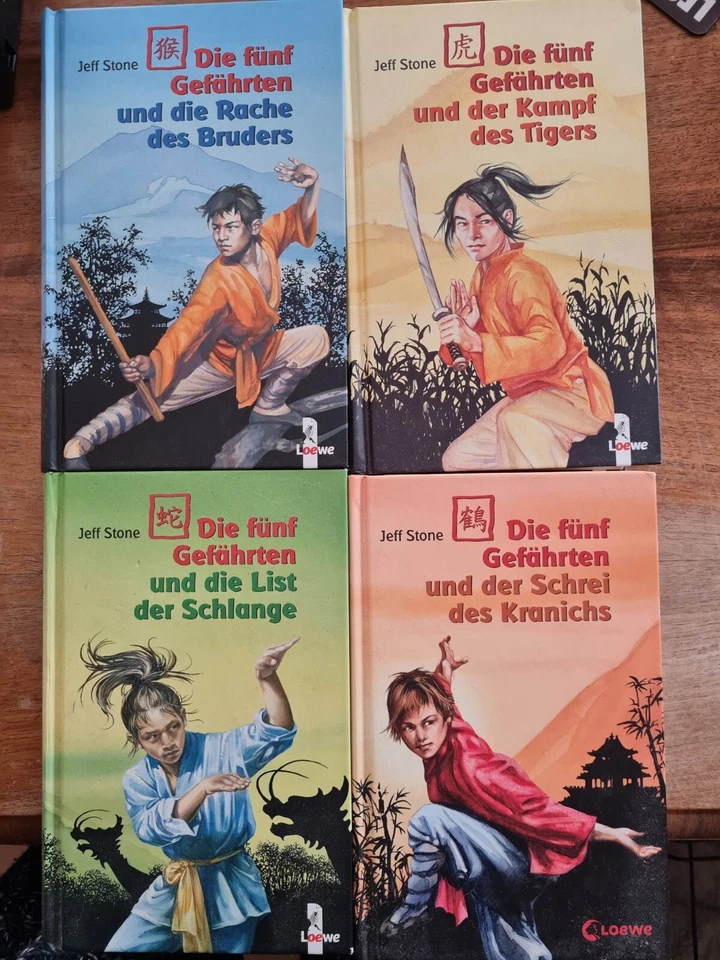 Jeff Stone
猴
Die fünf
Gefährten
und die Rache
des Bruders
Loewe
Jeff Stone
虎
Die fünf
Gefährten
und der Kampf
des Tigers
Loewe
Jeff Stone
蛇
Die fünf
Gefährten
und die List
der Schlange
Loewe
Jeff Stone
鶴
Die fünf
Gefährten
und der Schrei
des Kranichs
Loewe